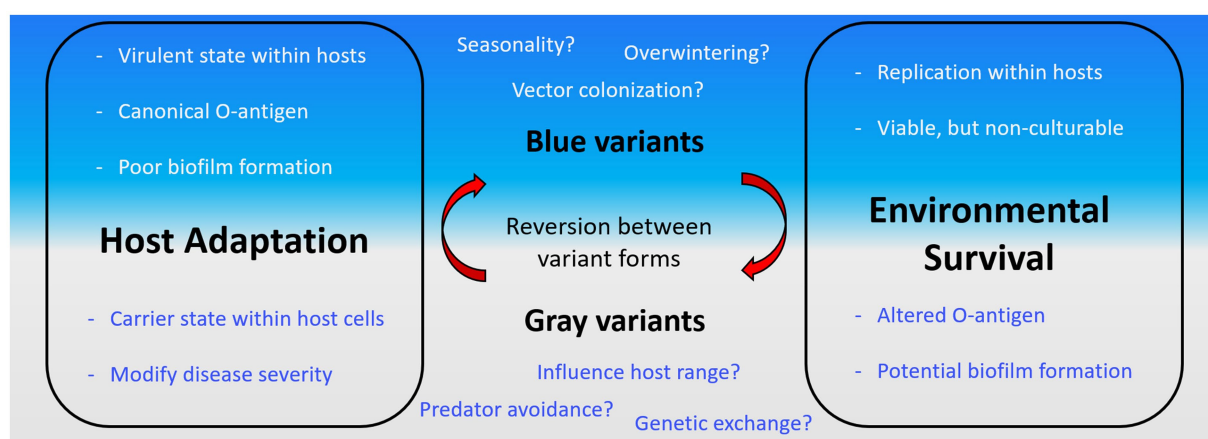 - Virulent state within hosts
- Canonical O-antigen
- Poor biofilm formation
Host Adaptation
- Carrier state within host cells
- Modify disease severity
Seasonality?
Overwintering?
Vector colonization?
Blue variants
Reversion between
variant forms
Gray variants
Influence host range?
Predator avoidance?
Genetic exchange?
- Replication within hosts
- Viable, but non-culturable
Environmental
Survival
- Altered O-antigen
- Potential biofilm formation